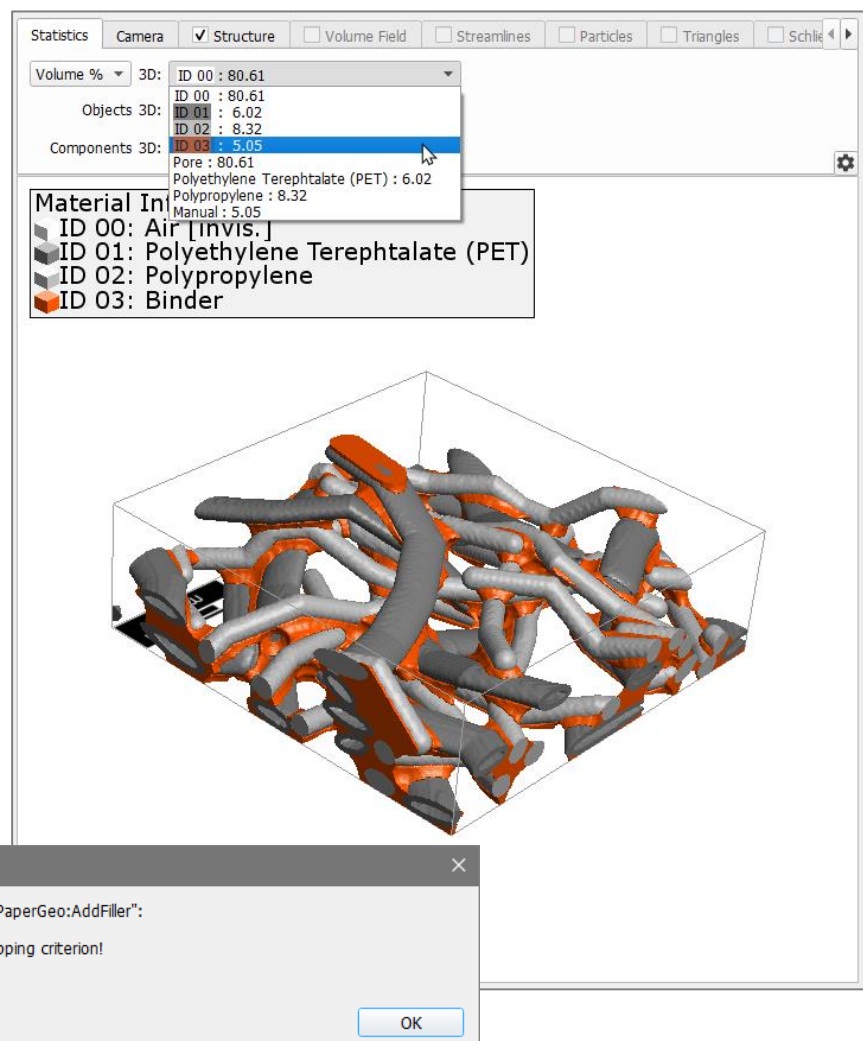 Statistics Camera Structure Volume Field Streamlines Particles Triangles Schlie
Volume % 3D: ID 00 : 80.61
ID 00 : 80.61
Objects 3D: ID 01 : 6.02
ID 02 : 8.32
Components 3D: ID 03 : 5.05
Pore : 80.61
Polyethylene Terephtalate (PET) : 6.02
Polypropylene : 8.32
Manual : 5.05
Material In
ID 00: Air [invis.]
ID 01: Polyethylene Terephtalate (PET)
ID 02: Polypropylene
ID 03: Binder
PaperGeo:AddFiller":
pping criterion!
OK